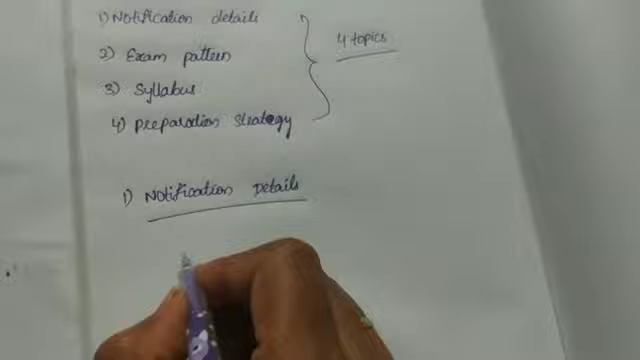 1) Notification details
2) Exam pattern
3) Syllabus
4) Preparation Strategy
4 topics
1) Notification Details